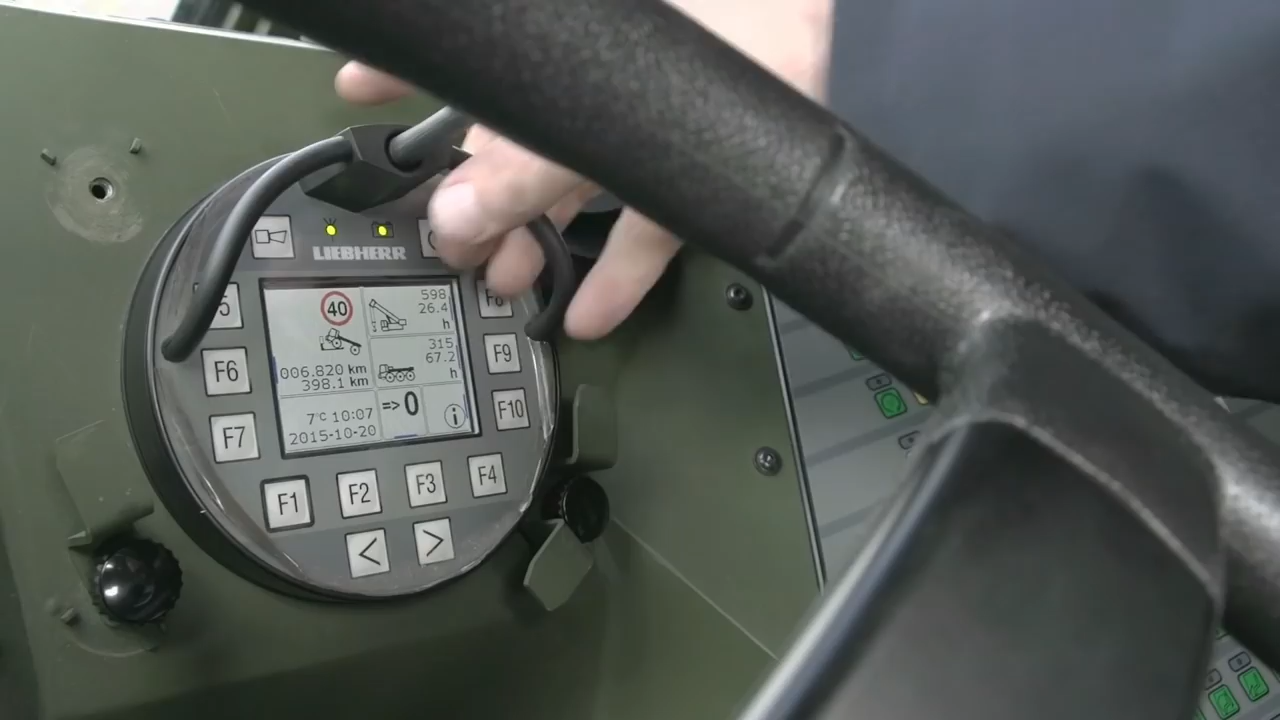 LIEBHERR
40
598
26.4
h
315
67.2
h
006.820 km
398.1 km
7°C 10:07
2015-10-20
=> 0
i
5
F6
F7
F8
F9
F10
F1
F2
F3
F4
<
>